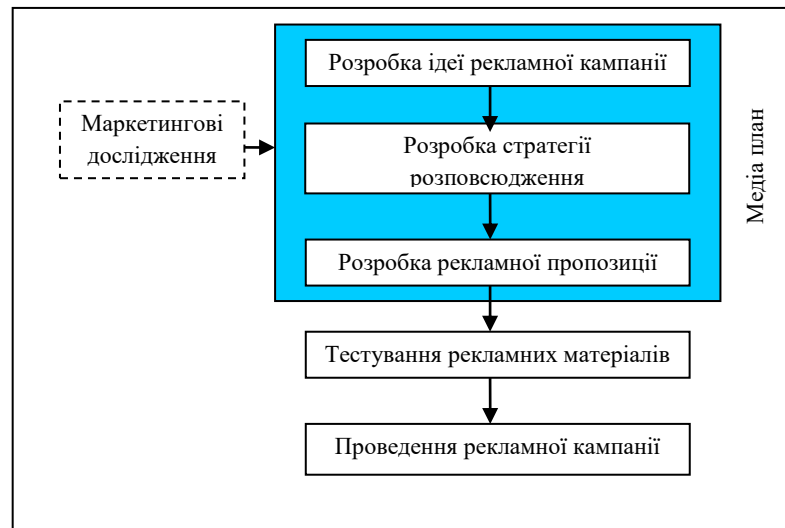 Розробка ідеї рекламної кампанії
Маркетингові
дослідження
Розробка стратегії
розповсюдження
Розробка рекламної пропозиції
Медіа план
Тестування рекламних матеріалів
Проведення рекламної кампанії